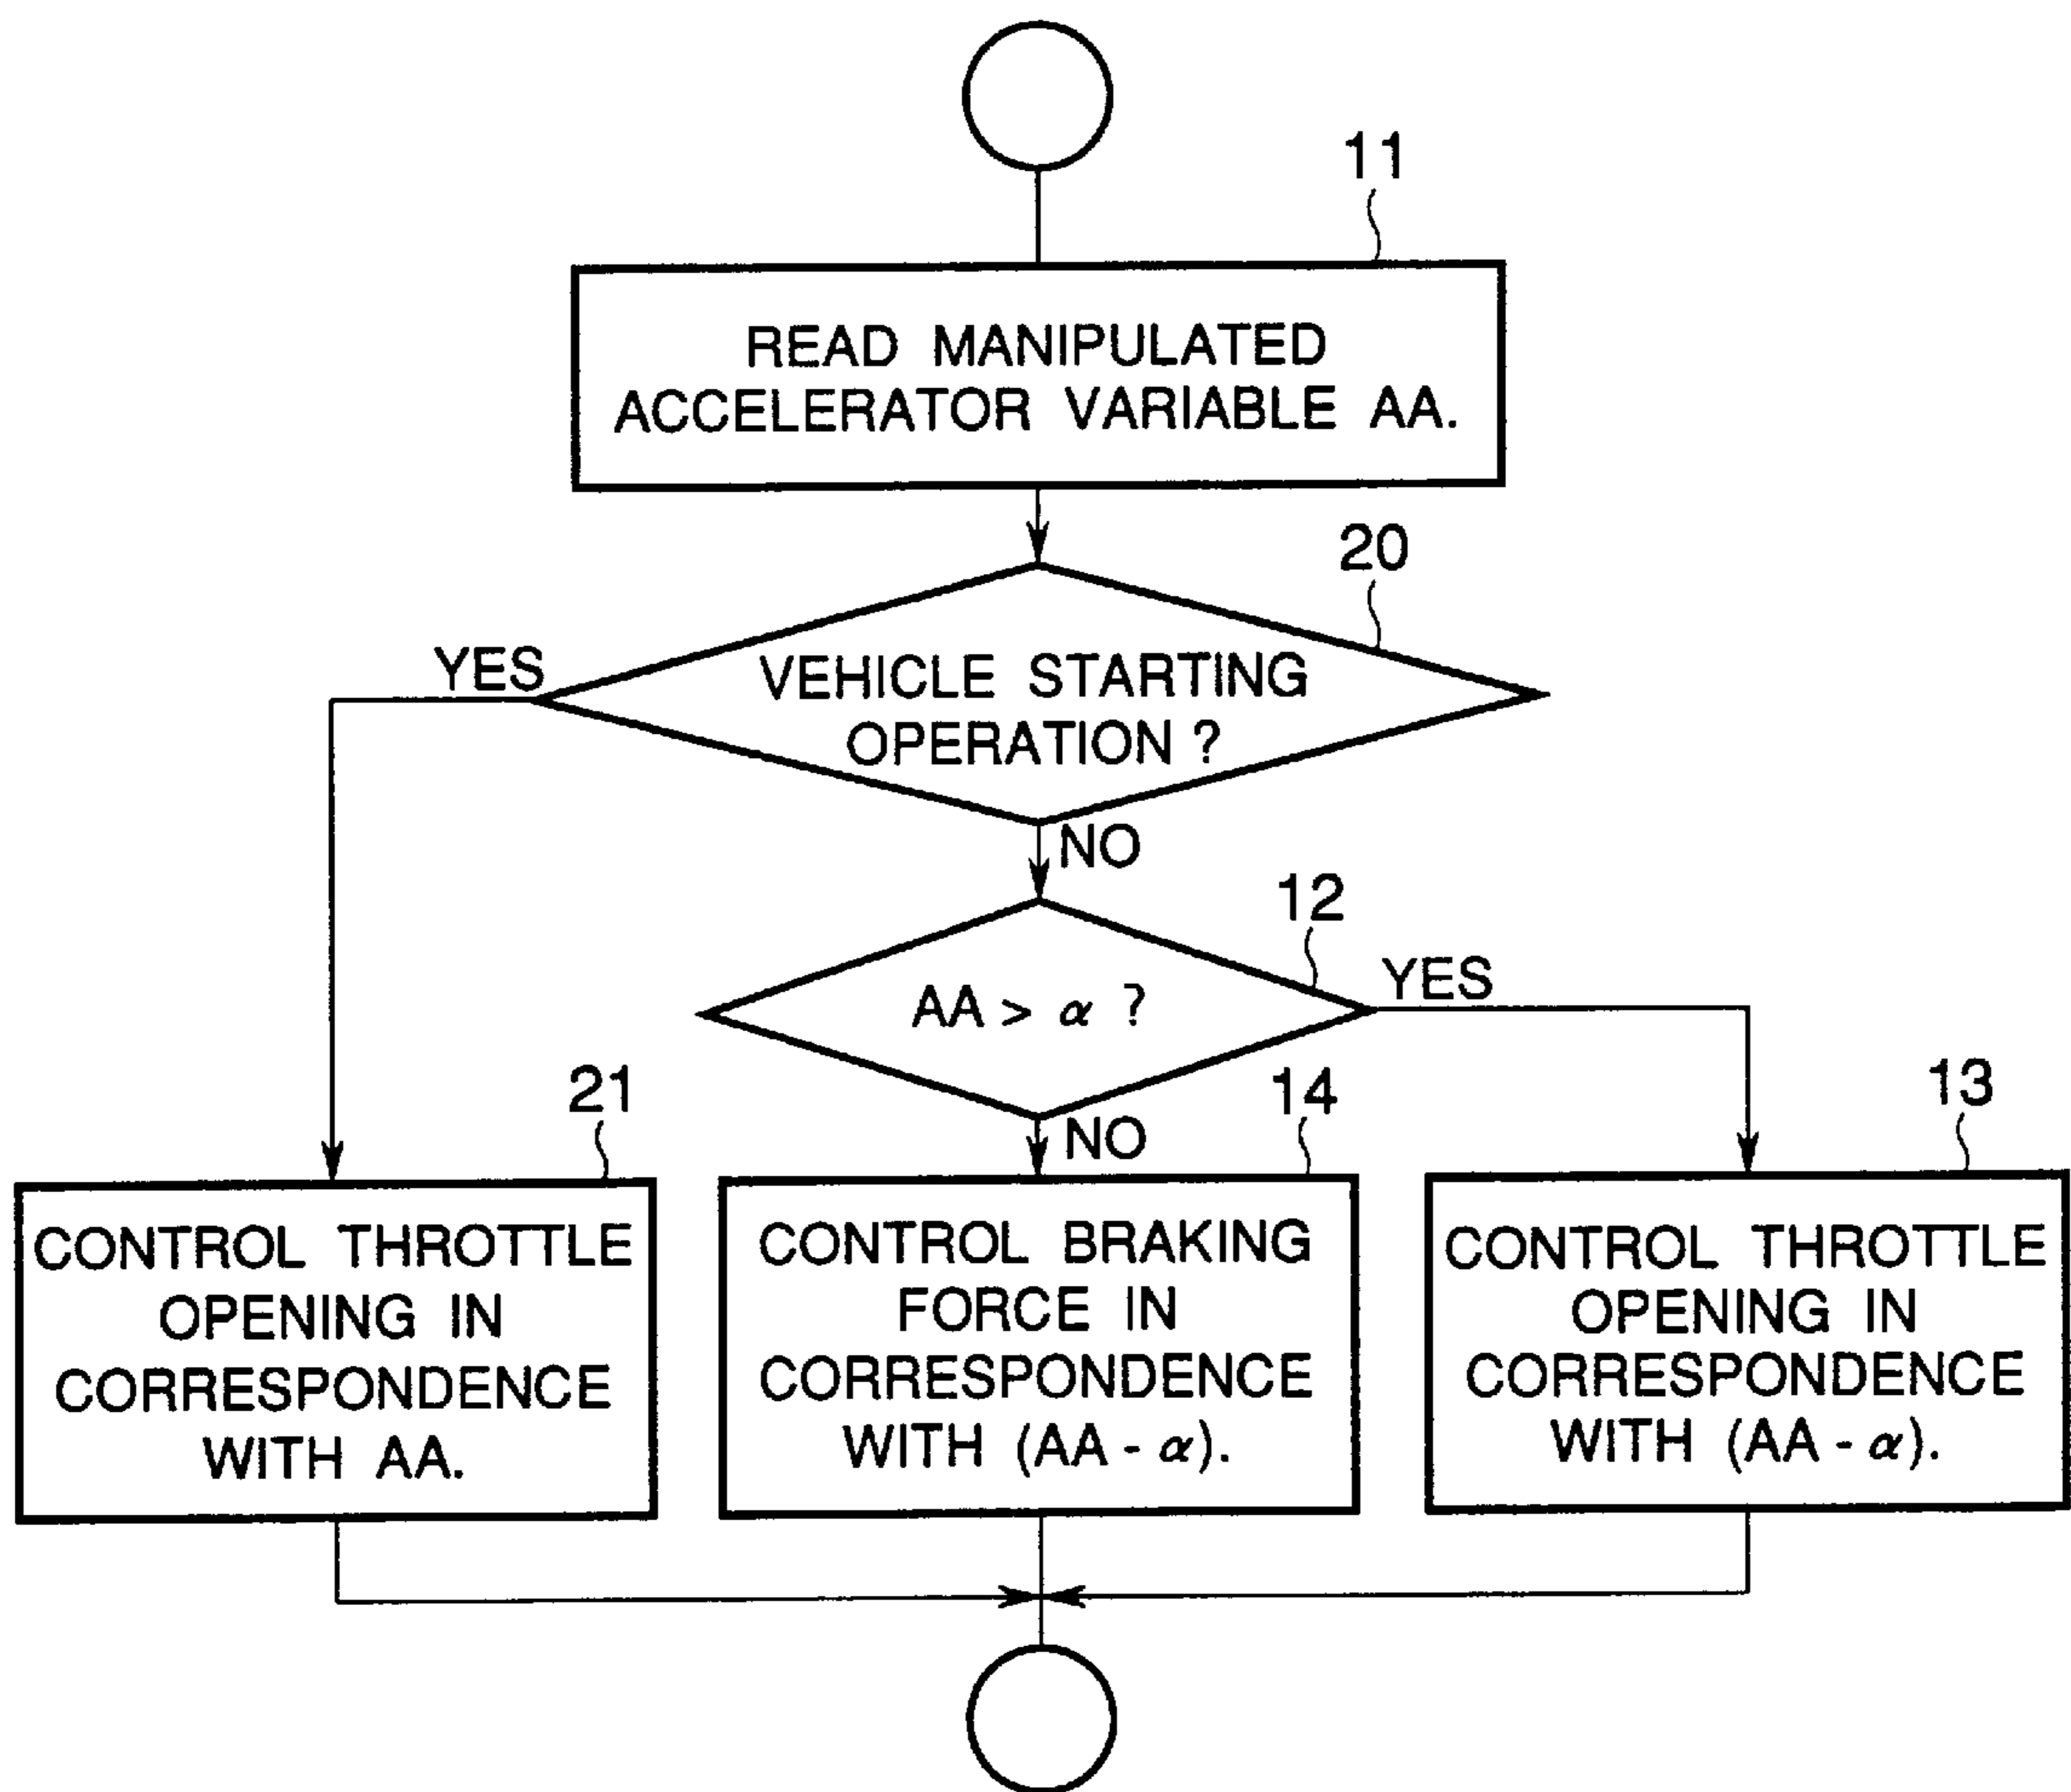 11
READ MANIPULATED
ACCELERATOR VARIABLE AA.
20
YES
VEHICLE STARTING
OPERATION ?
NO
12
AA > α ?
YES
21
NO
14
13
CONTROL THROTTLE
OPENING IN
CORRESPONDENCE
WITH AA.
CONTROL BRAKING
FORCE IN
CORRESPONDENCE
WITH (AA - α).
CONTROL THROTTLE
OPENING IN
CORRESPONDENCE
WITH (AA - α).